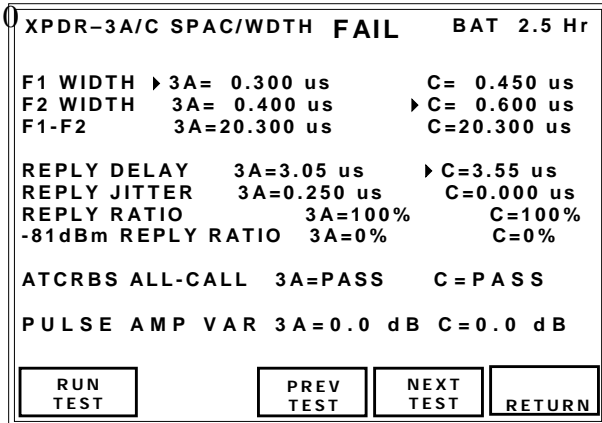 0
XPDR–3A/C SPAC/WDTH FAIL BAT 2.5 Hr
F1 WIDTH 3A= 0.300 us C= 0.450 us
F2 WIDTH 3A= 0.400 us C= 0.600 us
F1-F2 3A=20.300 us C=20.300 us
REPLY DELAY 3A=3.05 us C=3.55 us
REPLY JITTER 3A=0.250 us C=0.000 us
REPLY RATIO 3A=100% C=100%
-81dBm REPLY RATIO 3A=0% C=0%
ATCRBS ALL-CALL 3A=PASS C=PASS
PULSE AMP VAR 3A=0.0 dB C=0.0 dB
RUN TEST
PREV TEST
NEXT TEST
RETURN